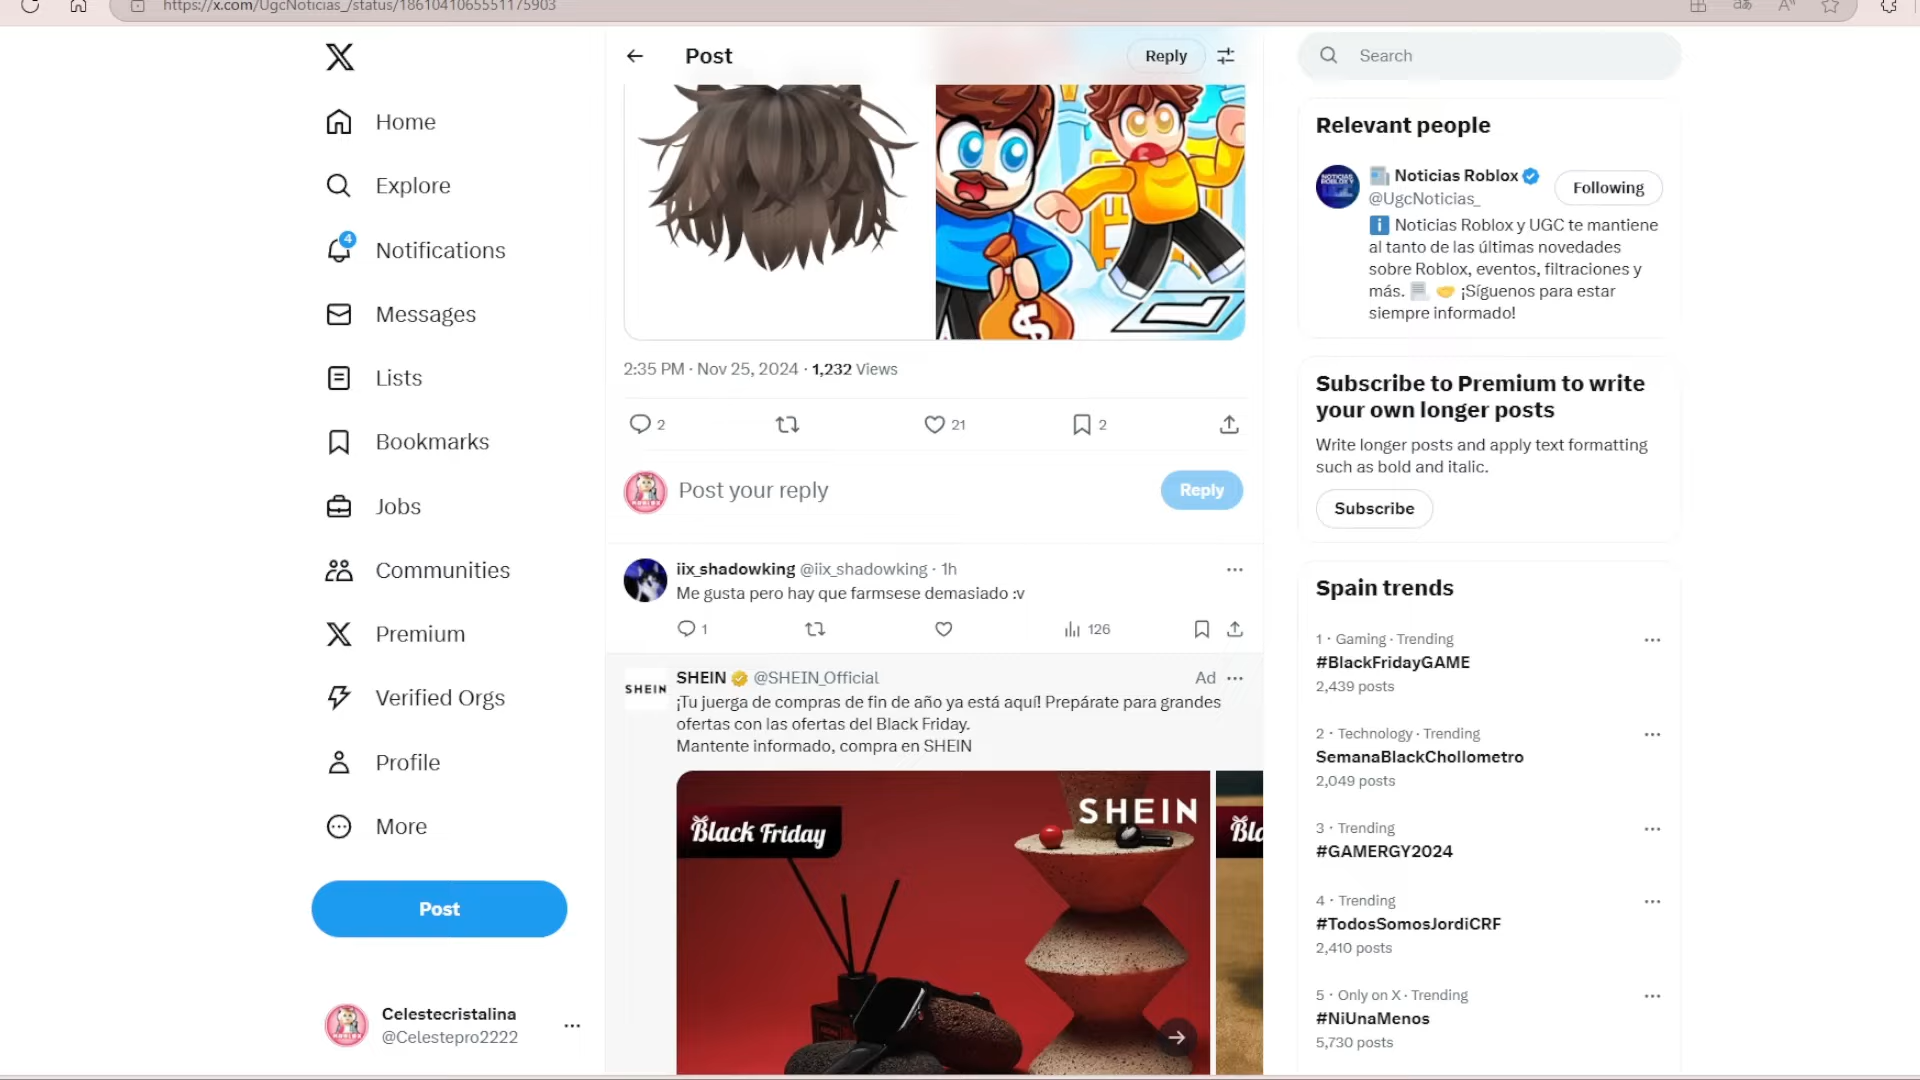 https://x.com/UgcNoticias_/status/1861041065551175903
Home
Explore
4
Notifications
Messages
Lists
Bookmarks
Jobs
Communities
Premium
Verified Orgs
Profile
More
Post
Celestecristalina
@Celestepro2222
Post
Reply
$
2:35 PM · Nov 25, 2024 · 1,232 Views
2
21
2
Post your reply
Reply
iix_shadowking @iix_shadowking · 1h
Me gusta pero hay que farmsese demasiado :v
1
126
SHEIN
SHEIN @SHEIN_Official
Ad
¡Tu juerga de compras de fin de año ya está aquí! Prepárate para grandes
ofertas con las ofertas del Black Friday.
Mantente informado, compra en SHEIN
Black Friday
SHEIN
Bla
Search
Relevant people
NOTICIAS
ROBLOX Y
Noticias Roblox
@UgcNoticias_
Following
Noticias Roblox y UGC te mantiene
al tanto de las últimas novedades
sobre Roblox, eventos, filtraciones y
más. ¡Síguenos para estar
siempre informado!
Subscribe to Premium to write
your own longer posts
Write longer posts and apply text formatting
such as bold and italic.
Subscribe
Spain trends
1 · Gaming · Trending
#BlackFridayGAME
2,439 posts
2 · Technology · Trending
SemanaBlackChollometro
2,049 posts
3 · Trending
#GAMERGY2024
4 · Trending
#TodosSomosJordiCRF
2,410 posts
5 · Only on X · Trending
#NiUnaMenos
5,730 posts